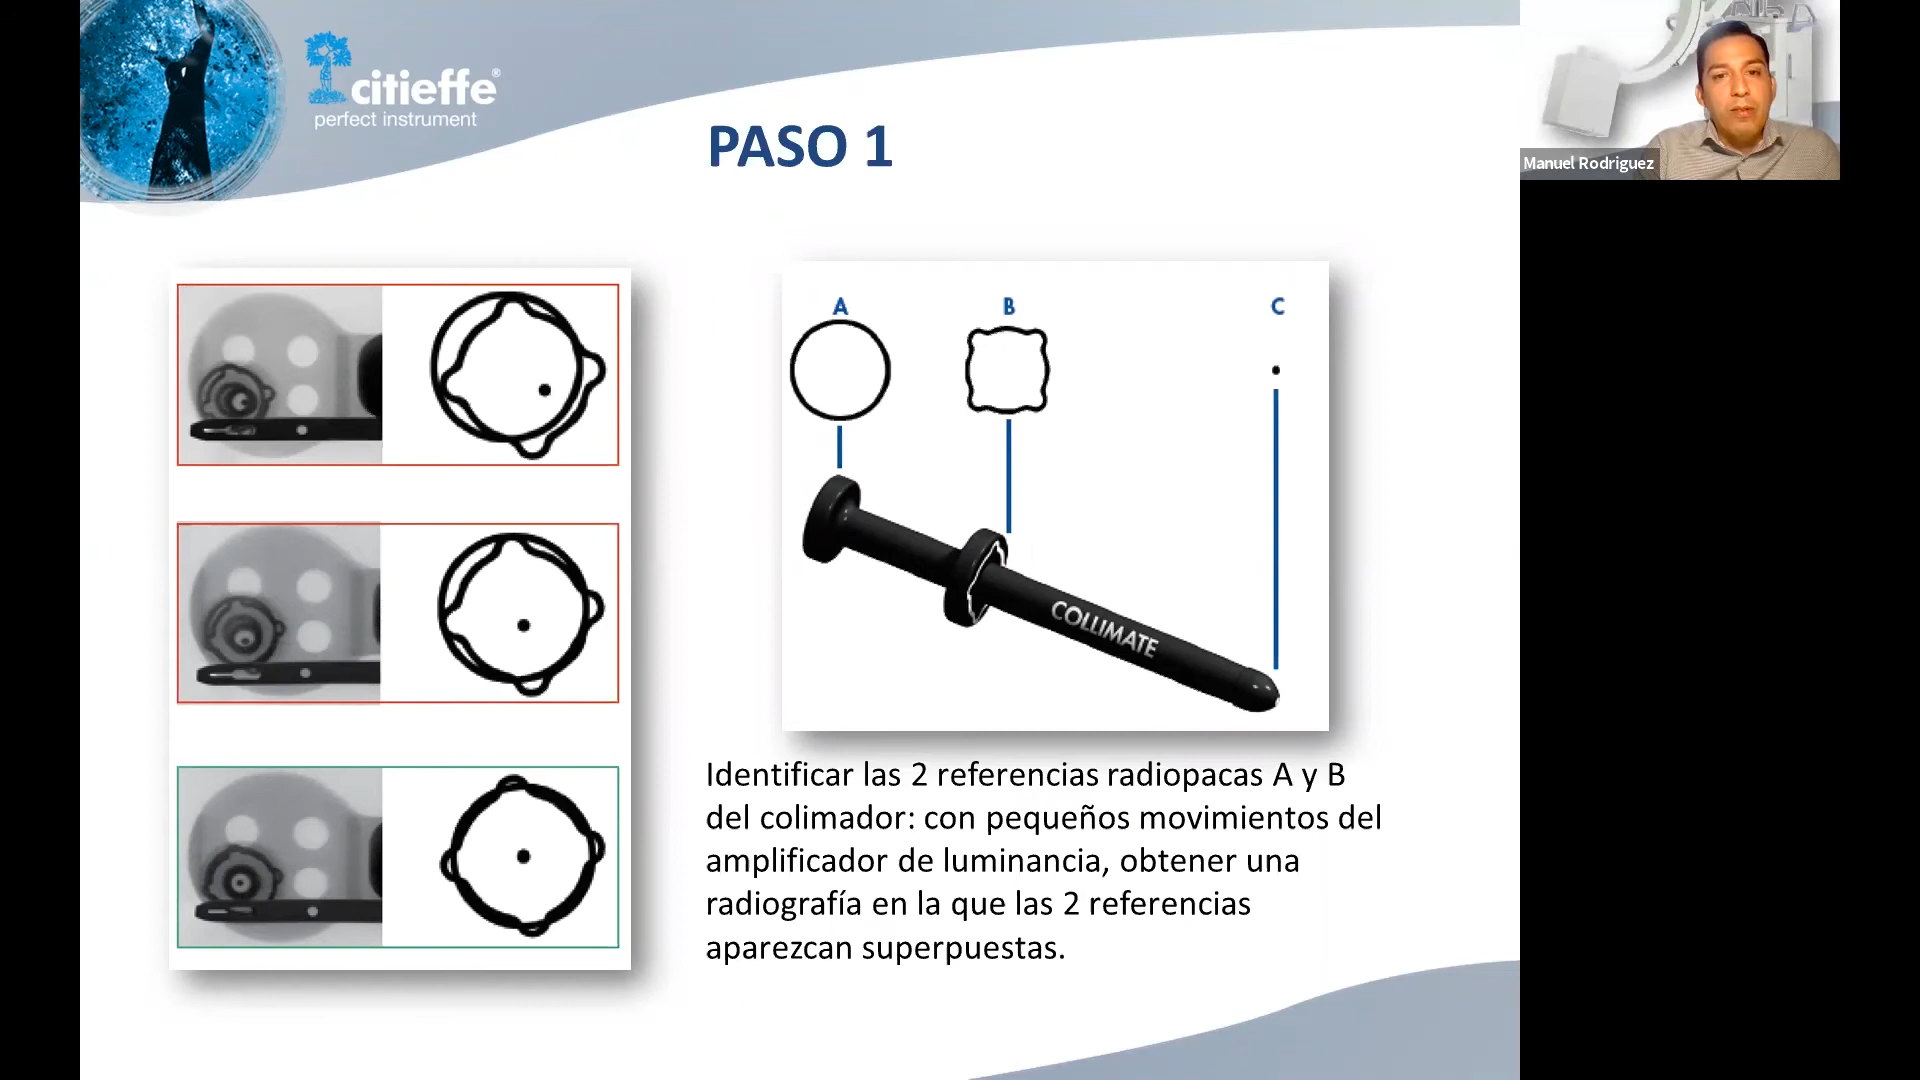 citieffe®
perfect instrument
PASO 1
Manuel Rodriguez
A
B
C
COLLIMATE
Identificar las 2 referencias radiopacas A y B
del colimador: con pequeños movimientos del
amplificador de luminancia, obtener una
radiografía en la que las 2 referencias
aparezcan superpuestas.